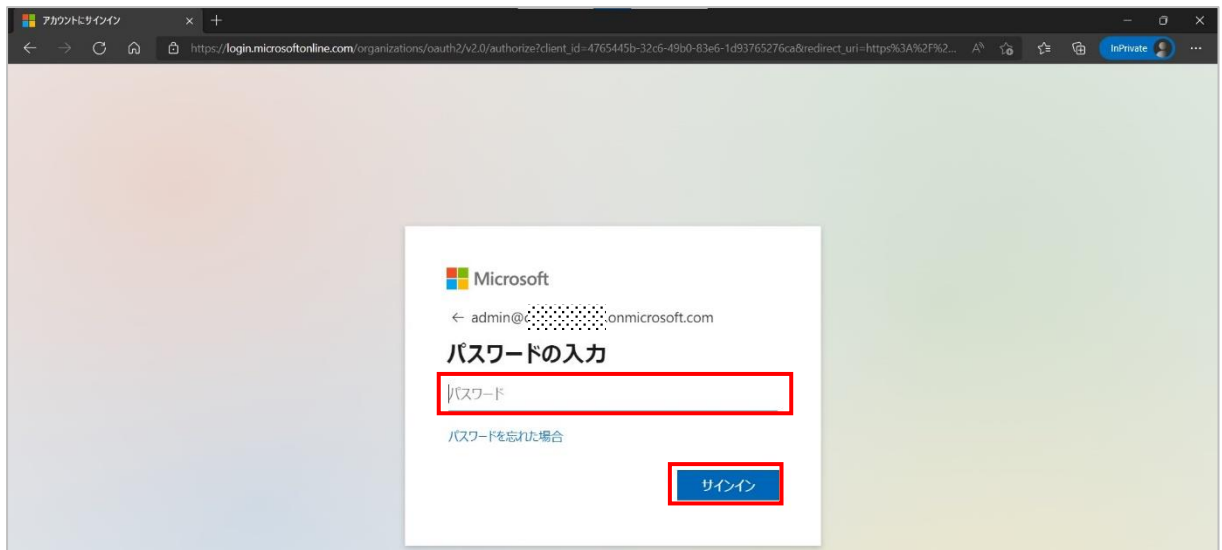 アカウントにサインイン
https://login.microsoftonline.com/organizations/oauth2/v2.0/authorize?client_id=4765445b-32c6-49b0-83e6-1d93765276ca&redirect_uri=https%3A%2F%2...
InPrivate
Microsoft
← admin@ .onmicrosoft.com
パスワードの入力
パスワード
パスワードを忘れた場合
サインイン